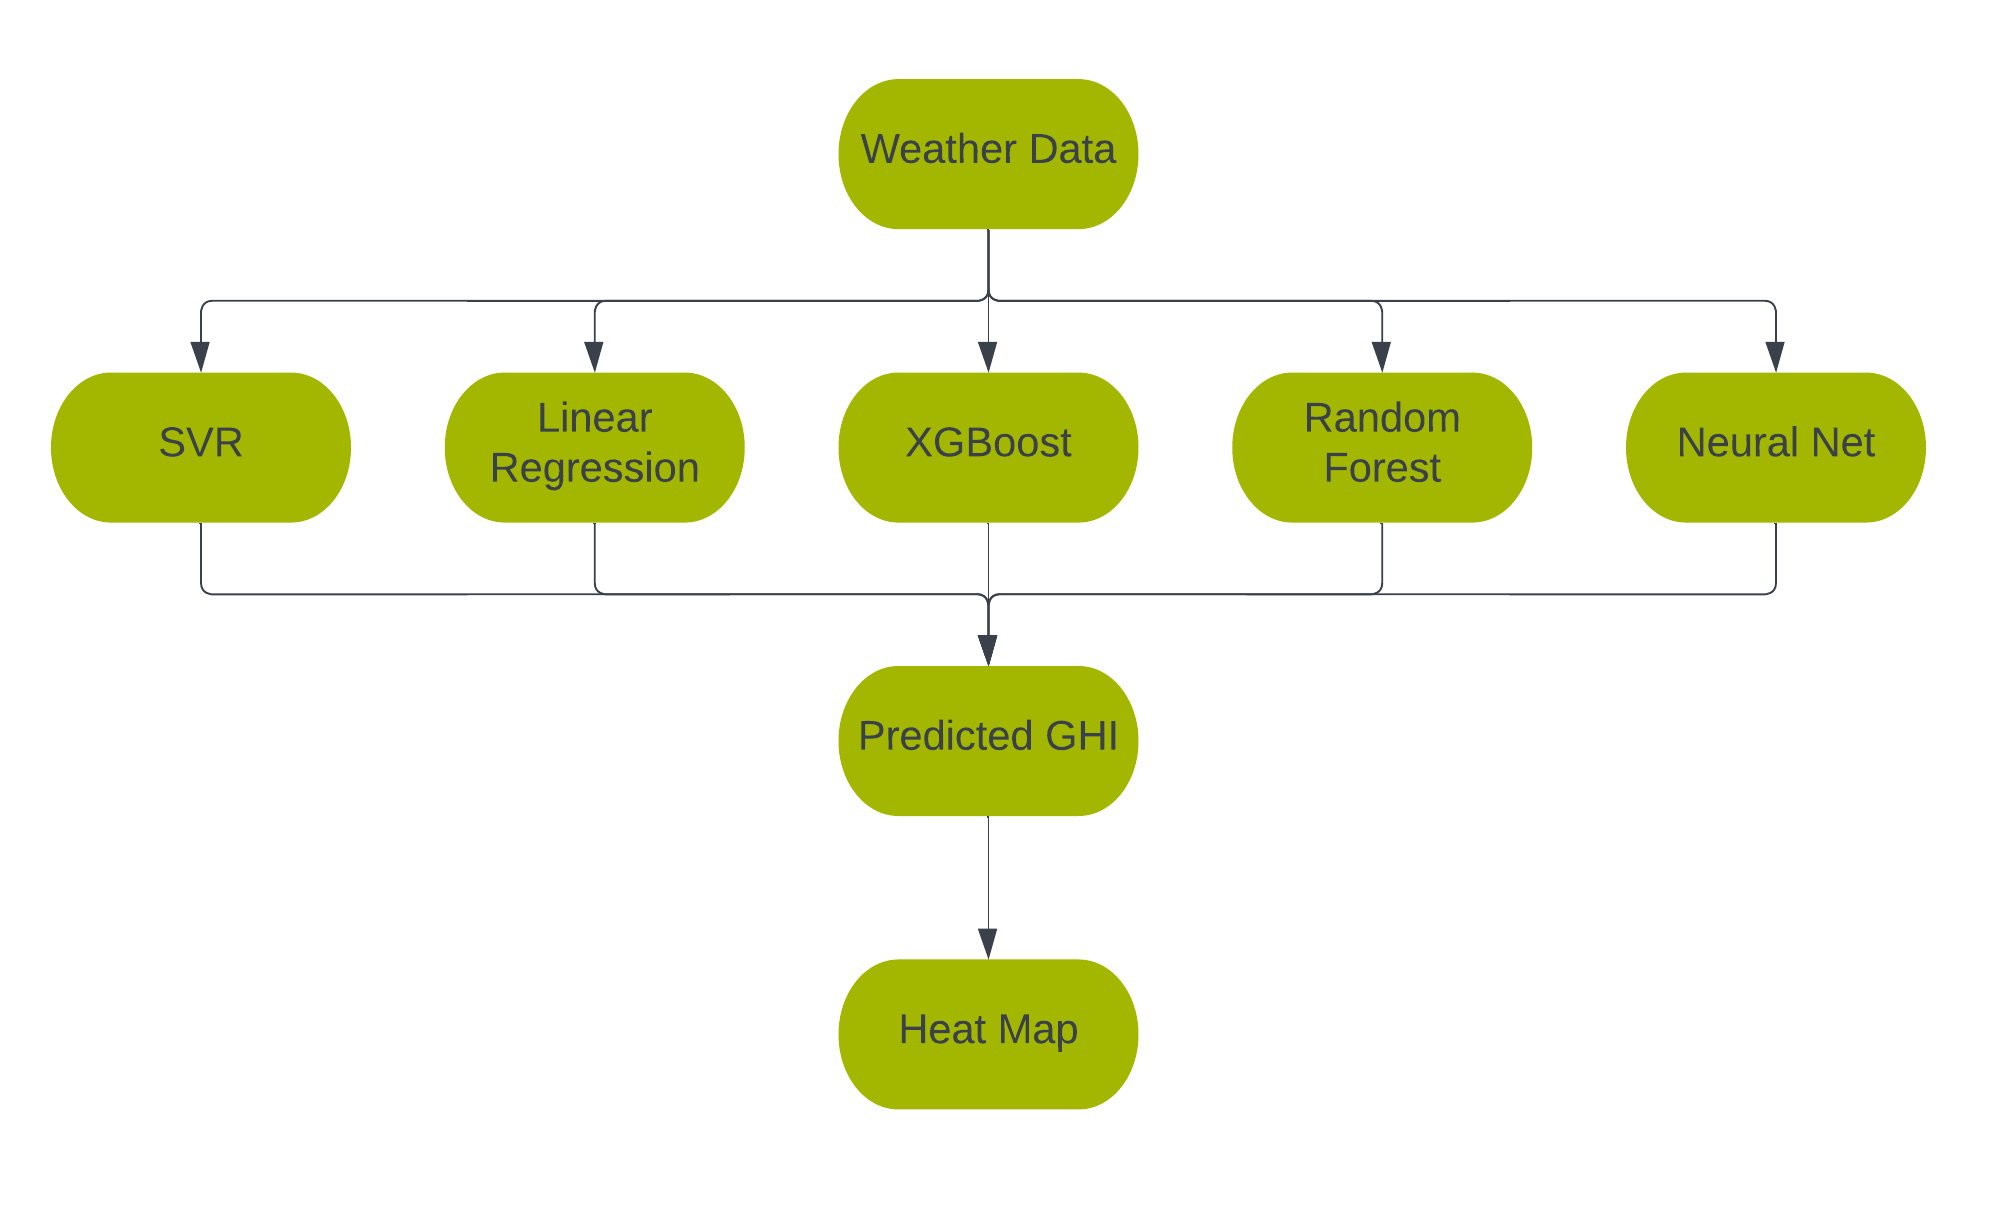 Weather Data
SVR
Linear
Regression
XGBoost
Random
Forest
Neural Net
Predicted GHI
Heat Map